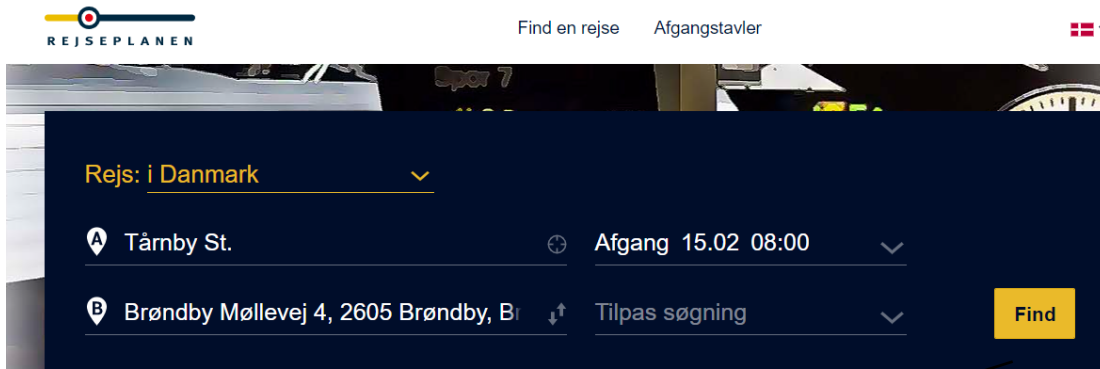 REJSEPLANEN
Find en rejse Afgangstavler
Spor 7
Rejs: i Danmark
A Tårnby St. Afgang 15.02 08:00
B Brøndby Møllevej 4, 2605 Brøndby, Br Tilpas søgning
Find